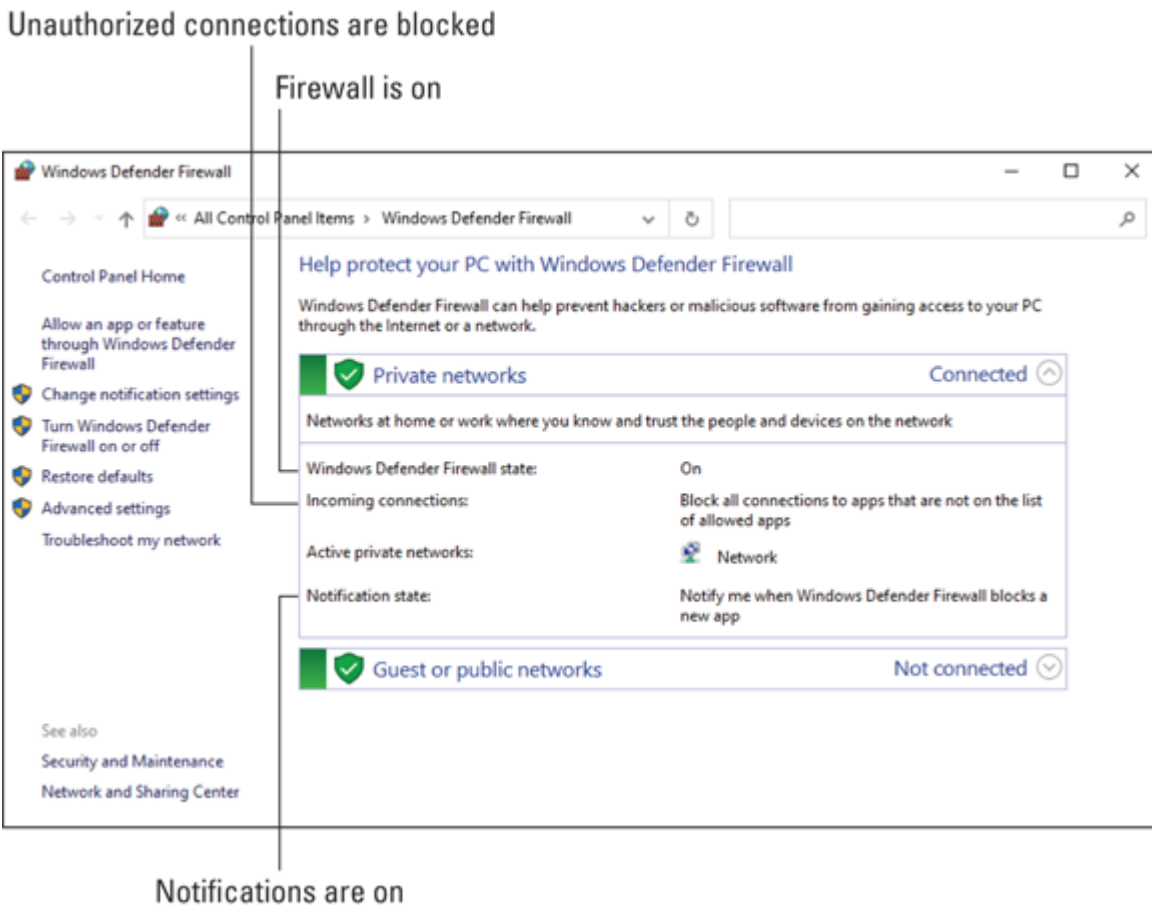 Unauthorized connections are blocked
Firewall is on
Windows Defender Firewall
« All Control Panel Items › Windows Defender Firewall
Control Panel Home
Allow an app or feature
through Windows Defender
Firewall
Change notification settings
Turn Windows Defender
Firewall on or off
Restore defaults
Advanced settings
Troubleshoot my network
See also
Security and Maintenance
Network and Sharing Center
Help protect your PC with Windows Defender Firewall
Windows Defender Firewall can help prevent hackers or malicious software from gaining access to your PC
through the Internet or a network.
Private networks Connected
Networks at home or work where you know and trust the people and devices on the network
Windows Defender Firewall state: On
Incoming connections: Block all connections to apps that are not on the list
of allowed apps
Active private networks: Network
Notification state: Notify me when Windows Defender Firewall blocks a
new app
Guest or public networks Not connected
Notifications are on